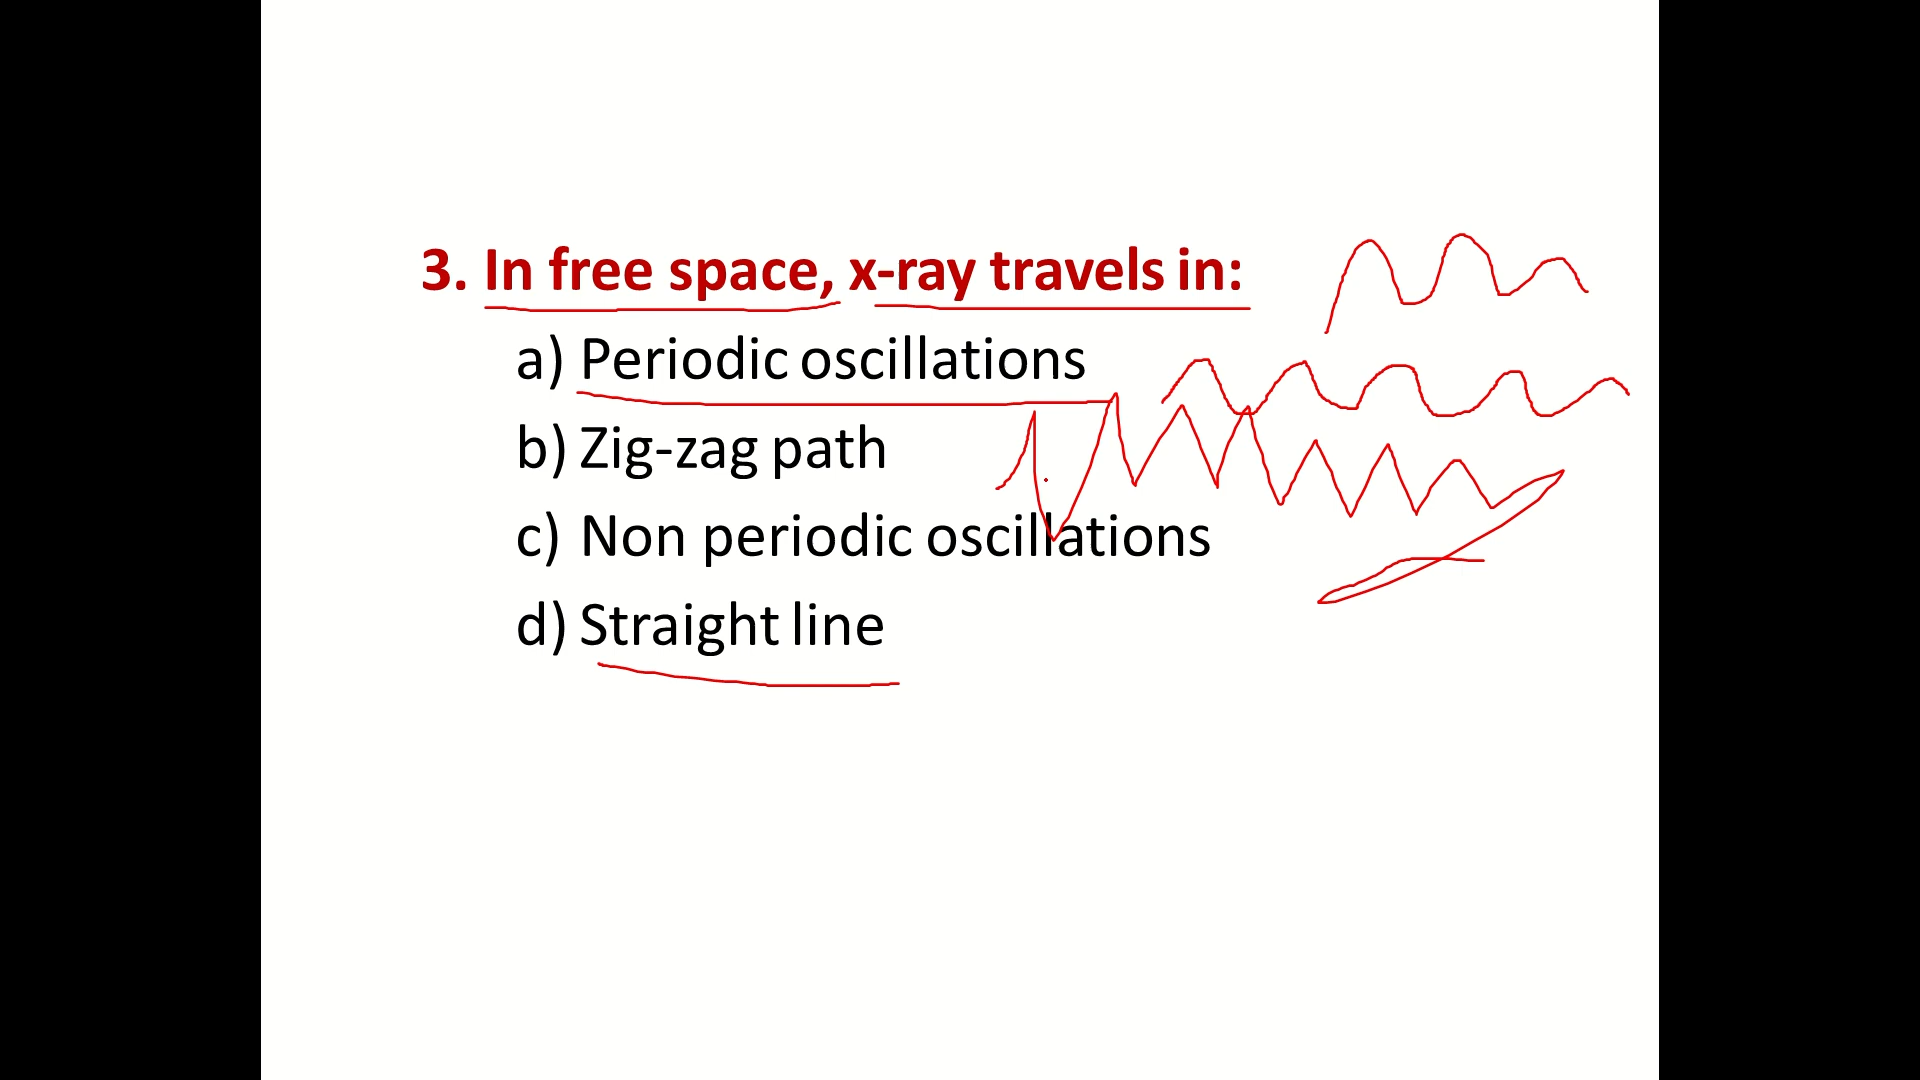 3. In free space, x-ray travels in:
a) Periodic oscillations
b) Zig-zag path
c) Non periodic oscillations
d) Straight line